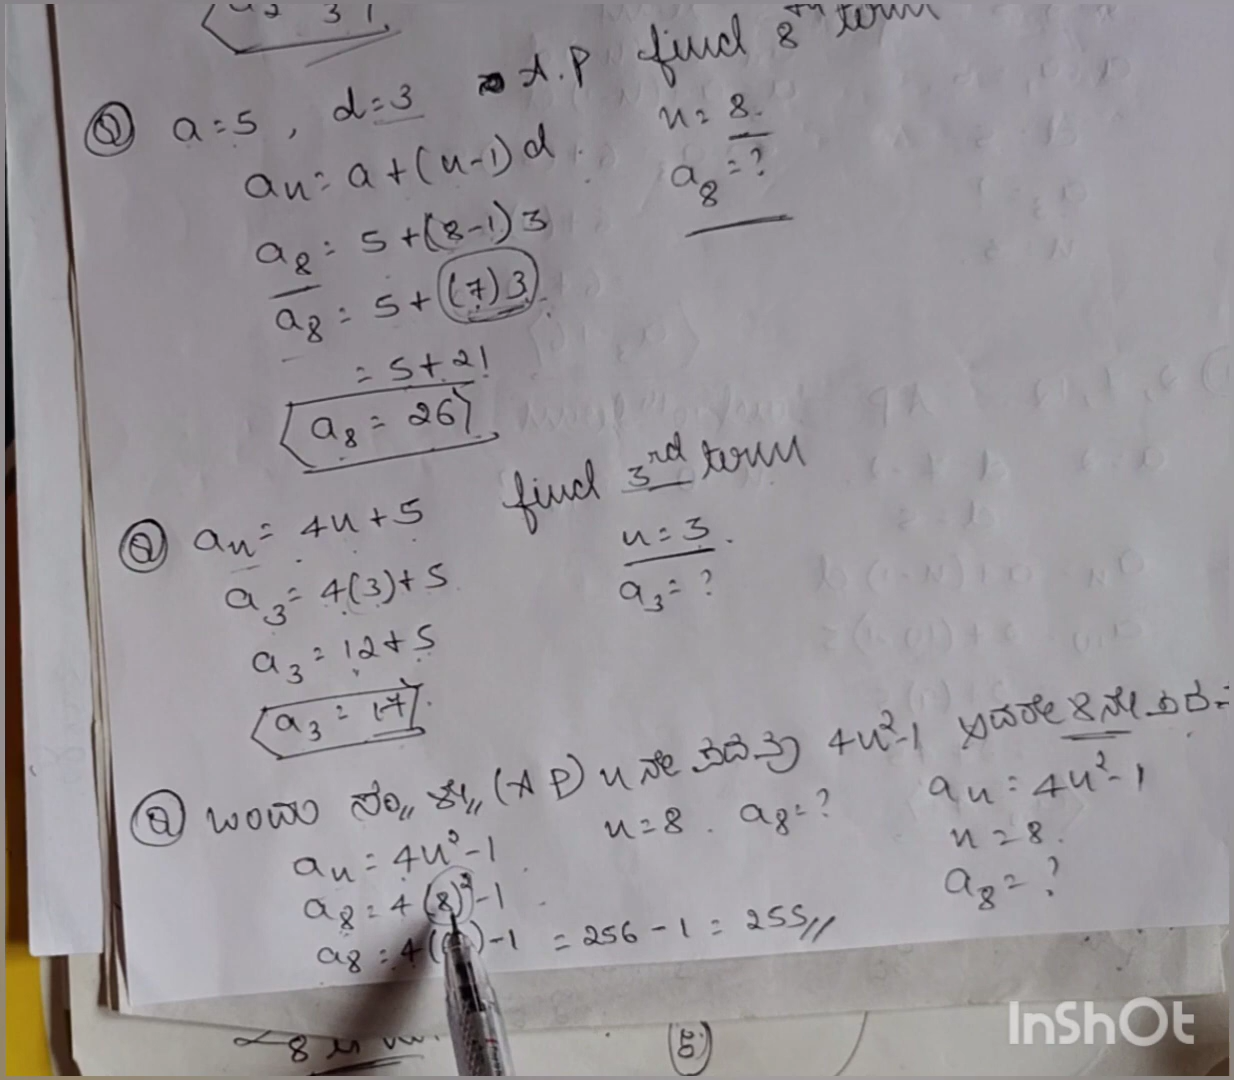 Q a=5, d=3 A.P find 8th term
an = a+(n-1)d n = 8.
a8 = ?
a8 = 5+(8-1)3
a8 = 5+(7)3
= 5+21
a8 = 26
Q an = 4n+5 find 3rd term
n = 3.
a3 = 4(3)+5
a3 = ?
a3 = 12+5
a3 = 17
Q ಒಂದು ಸಂ,, ಶ್ರೇ,, (AP) n ನೇ ಪದವು 4n²-1 ಆದರೇ 8ನೇ ಪದ=
n=8. a8=? an = 4n²-1
an = 4n²-1 n = 8.
a8 = 4(8)²-1 a8 = ?
a8 = 4( )-1 = 256-1 = 255//
8
InShOt